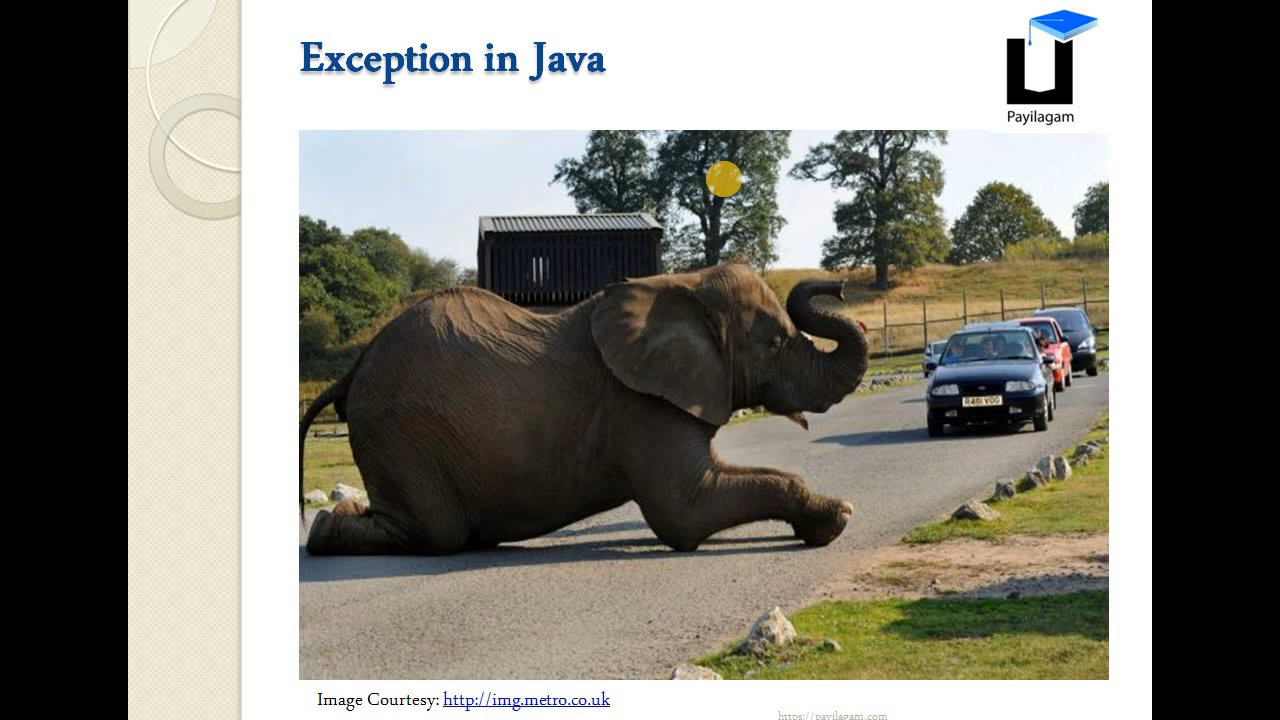 Exception in Java
Payilagam
R481 VOG
Image Courtesy: http://img.metro.co.uk
https://payilagam.com